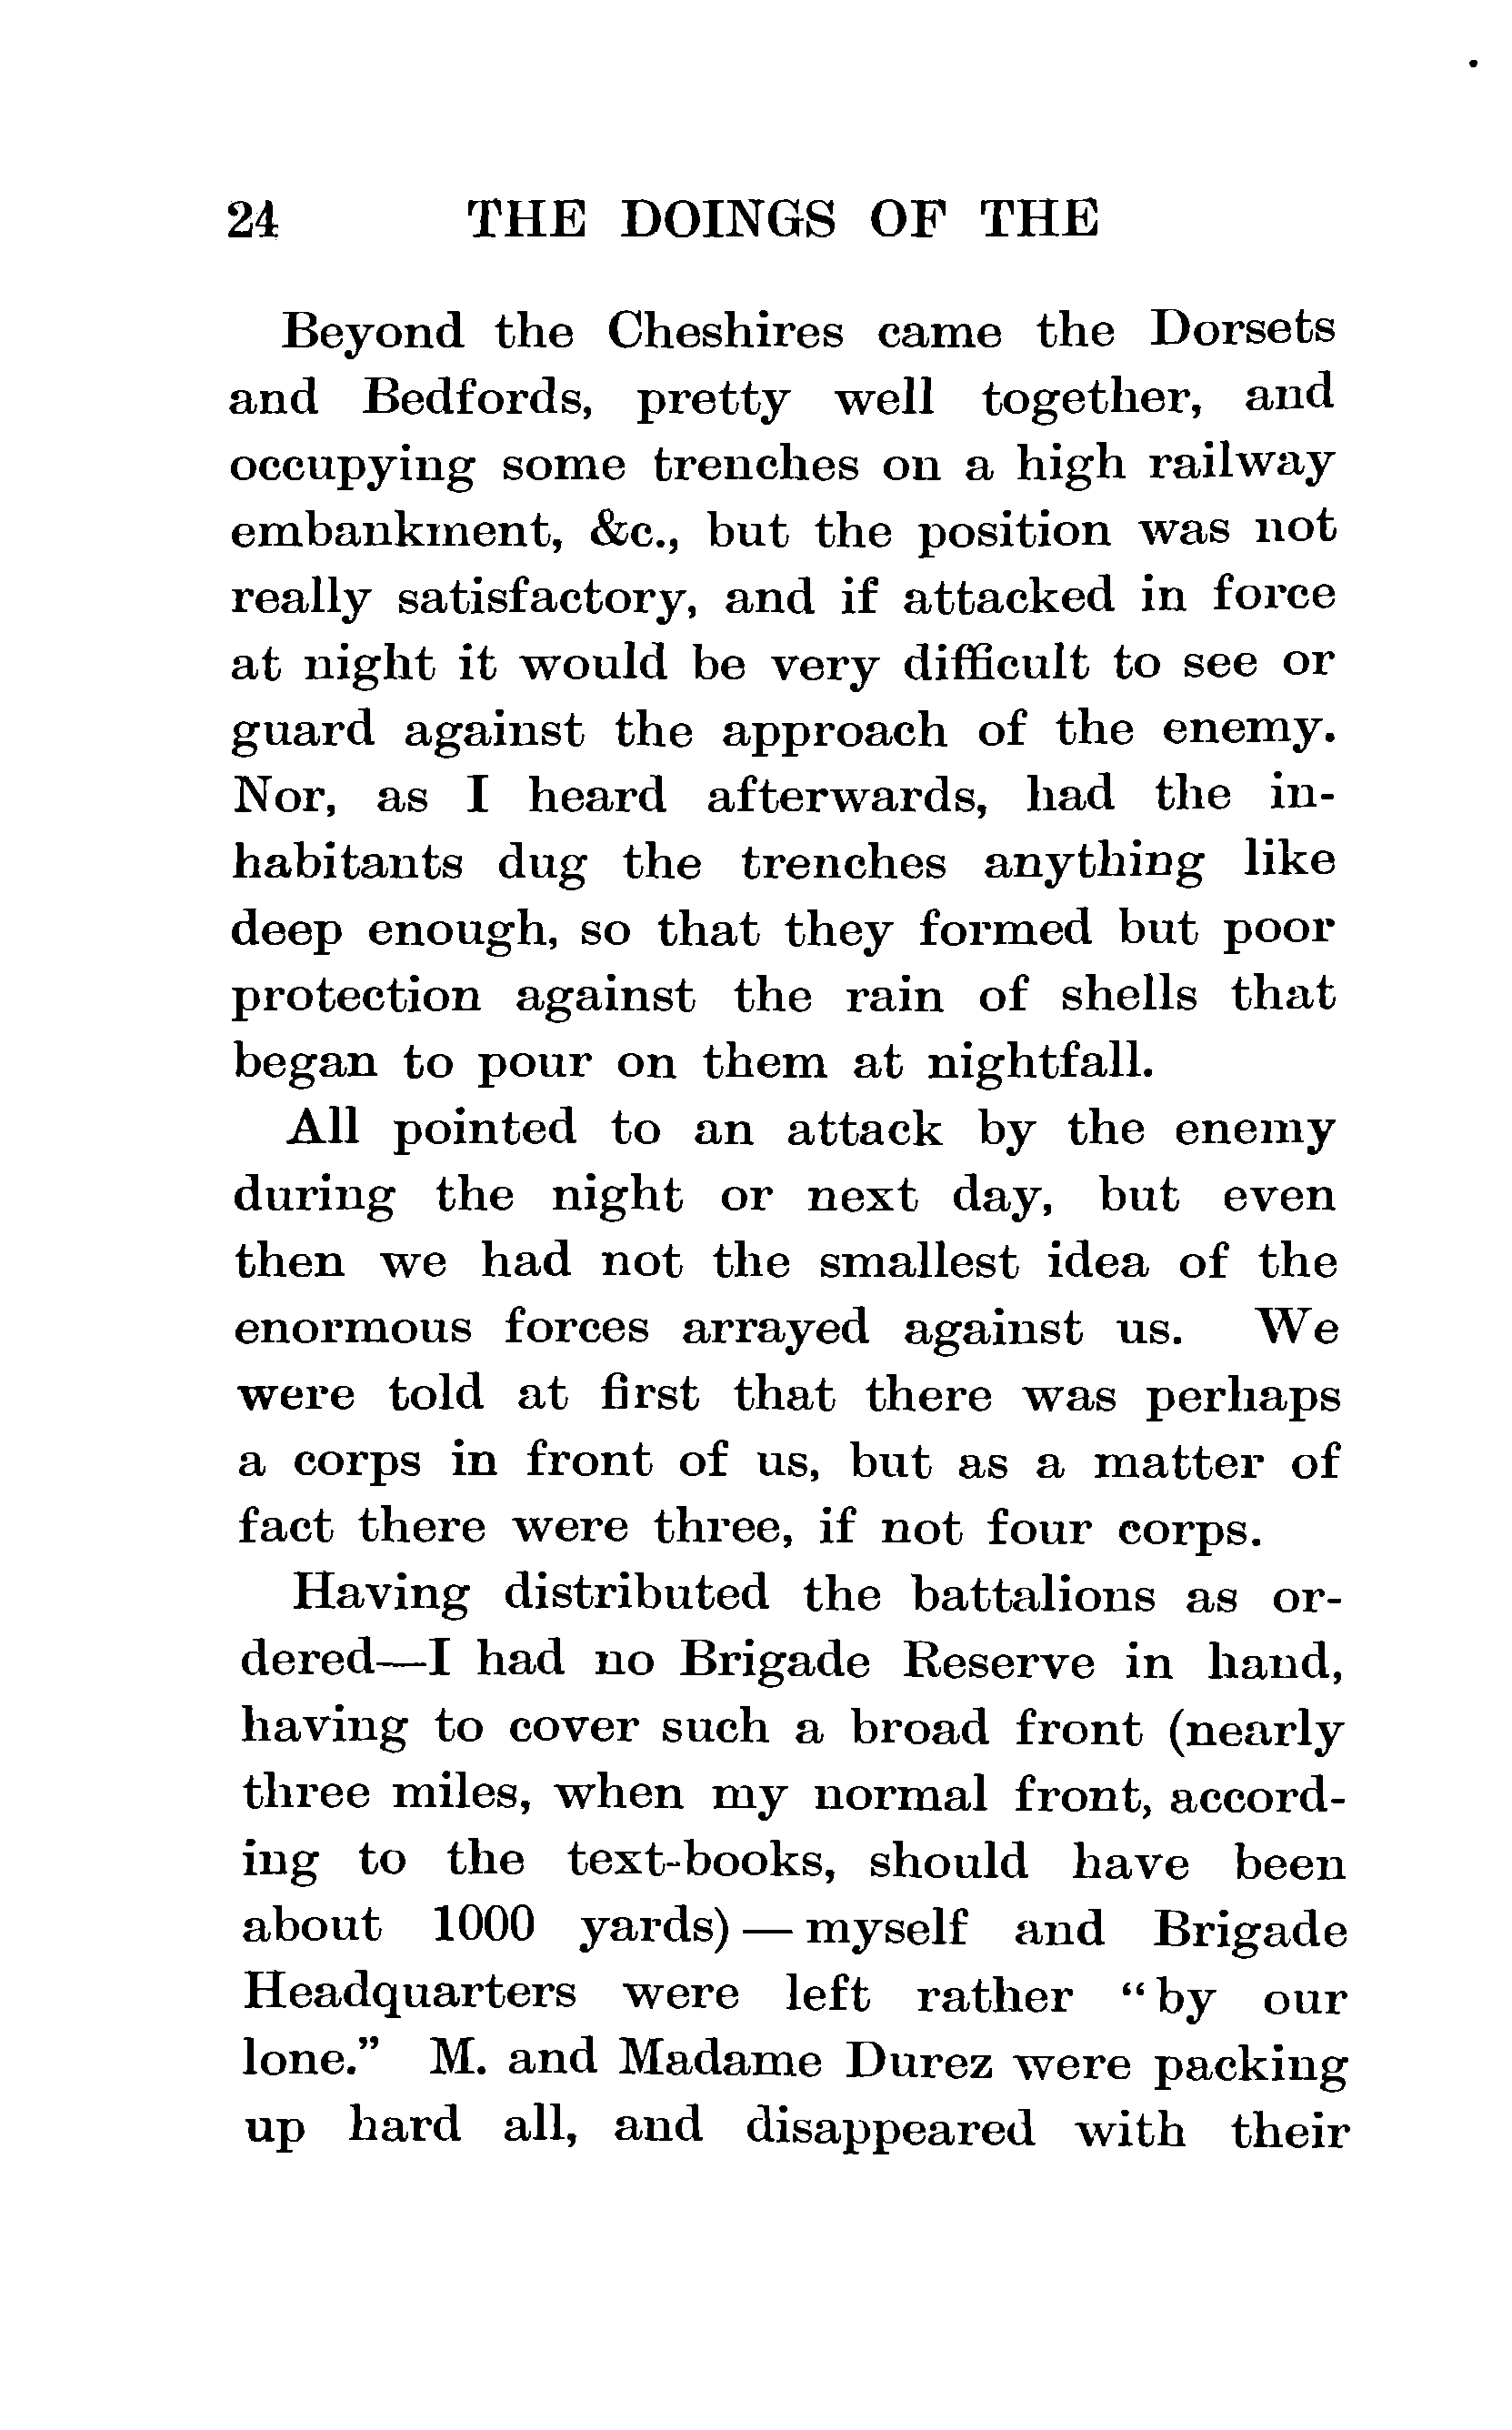 24 THE DOINGS OF THE
Beyond the Cheshires came the Dorsets
and Bedfords, pretty well together, and
occupying some trenches on a high railway
embankment, &c., but the position was not
really satisfactory, and if attacked in force
at night it would be very difficult to see or
guard against the approach of the enemy.
Nor, as I heard afterwards, had the in-
habitants dug the trenches anything like
deep enough, so that they formed but poor
protection against the rain of shells that
began to pour on them at nightfall.
All pointed to an attack by the enemy
during the night or next day, but even
then we had not the smallest idea of the
enormous forces arrayed against us. We
were told at first that there was perhaps
a corps in front of us, but as a matter of
fact there were three, if not four corps.
Having distributed the battalions as or-
dered—I had no Brigade Reserve in hand,
having to cover such a broad front (nearly
three miles, when my normal front, accord-
ing to the text-books, should have been
about 1000 yards) — myself and Brigade
Headquarters were left rather “by our
lone.” M. and Madame Durez were packing
up hard all, and disappeared with their